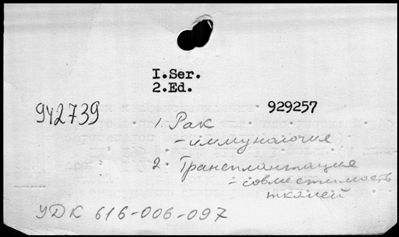 I.Ser.
2.Ed.
942739
929257
1. Рак
- иммунология
2. Трансплантация
- совместимость
тканей
УДК 616-006-097